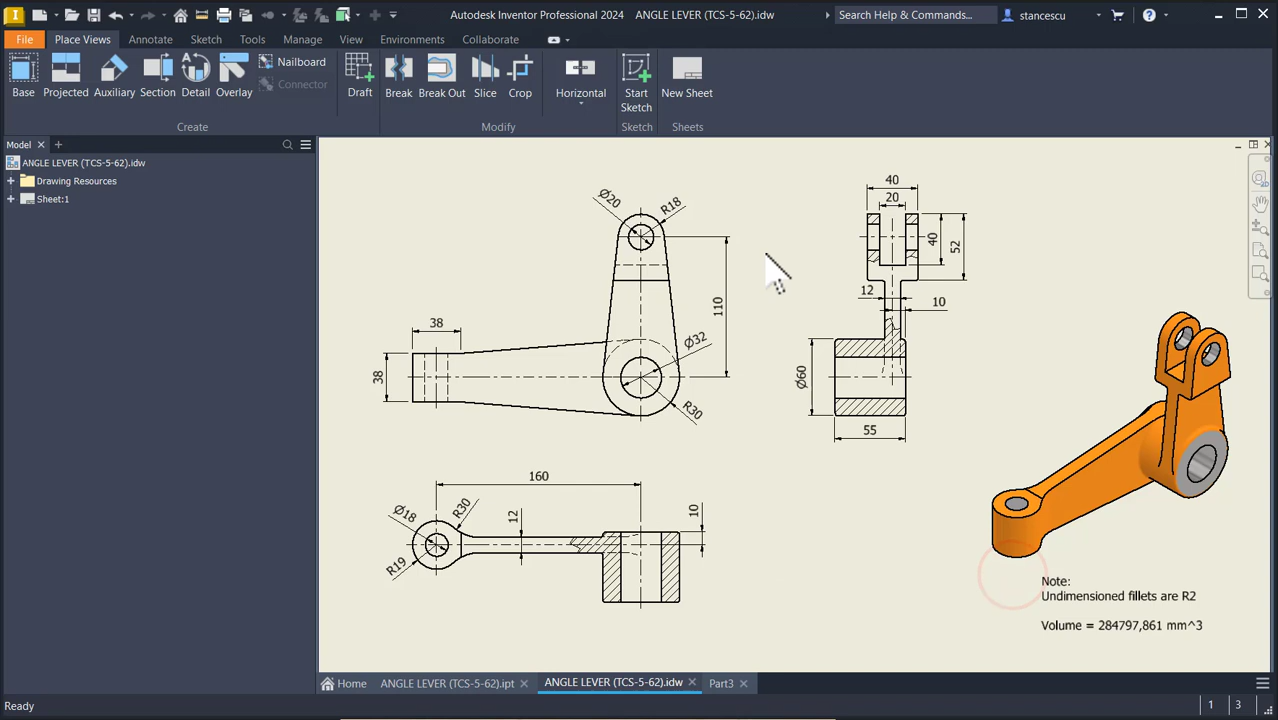 Autodesk Inventor Professional 2024 ANGLE LEVER (TCS-5-62).idw
Search Help & Commands...
stancescu
File
Place Views
Annotate
Sketch
Tools
Manage
View
Environments
Collaborate
Base
Projected
Auxiliary
Section
Detail
Overlay
Nailboard
Connector
Draft
Break
Break Out
Slice
Crop
Horizontal
Start
Sketch
New Sheet
Create
Modify
Sketch
Sheets
Model
ANGLE LEVER (TCS-5-62).idw
Drawing Resources
Sheet:1
Ø20
R18
110
38
38
Ø32
R30
40
20
40
52
12
10
Ø60
55
160
Ø18
R30
12
10
R19
Note:
Undimensioned fillets are R2
Volume = 284797,861 mm^3
Home
ANGLE LEVER (TCS-5-62).ipt
ANGLE LEVER (TCS-5-62).idw
Part3
Ready
1
3